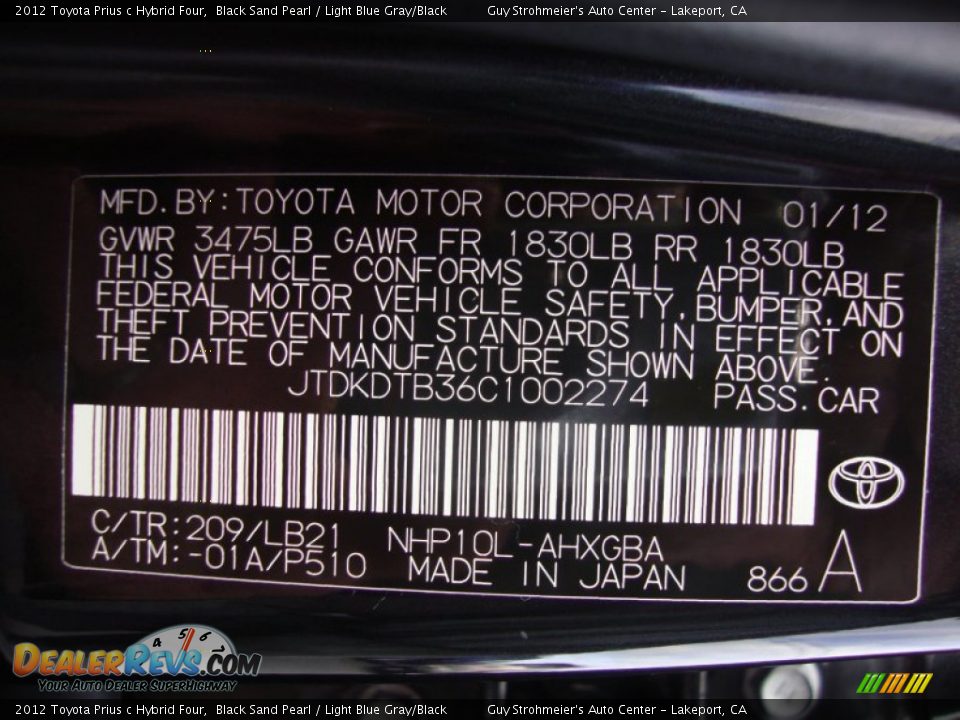 2012 Toyota Prius c Hybrid Four, Black Sand Pearl / Light Blue Gray/Black Guy Strohmeier's Auto Center - Lakeport, CA
MFD. BY: TOYOTA MOTOR CORPORATION 01/12
GVWR 3475LB GAWR FR 1830LB RR 1830LB
THIS VEHICLE CONFORMS TO ALL APPLICABLE
FEDERAL MOTOR VEHICLE SAFETY, BUMPER, AND
THEFT PREVENTION STANDARDS IN EFFECT ON
THE DATE OF MANUFACTURE SHOWN ABOVE.
JTDKDTB36C1002274 PASS. CAR
C/TR: 209/LB21 NHP10L-AHXGBA
A/TM: -01A/P510 MADE IN JAPAN 866 A
4 5 6 7
DEALERREVS.COM
YOUR AUTO DEALER SUPERHIGHWAY
2012 Toyota Prius c Hybrid Four, Black Sand Pearl / Light Blue Gray/Black Guy Strohmeier's Auto Center - Lakeport, CA